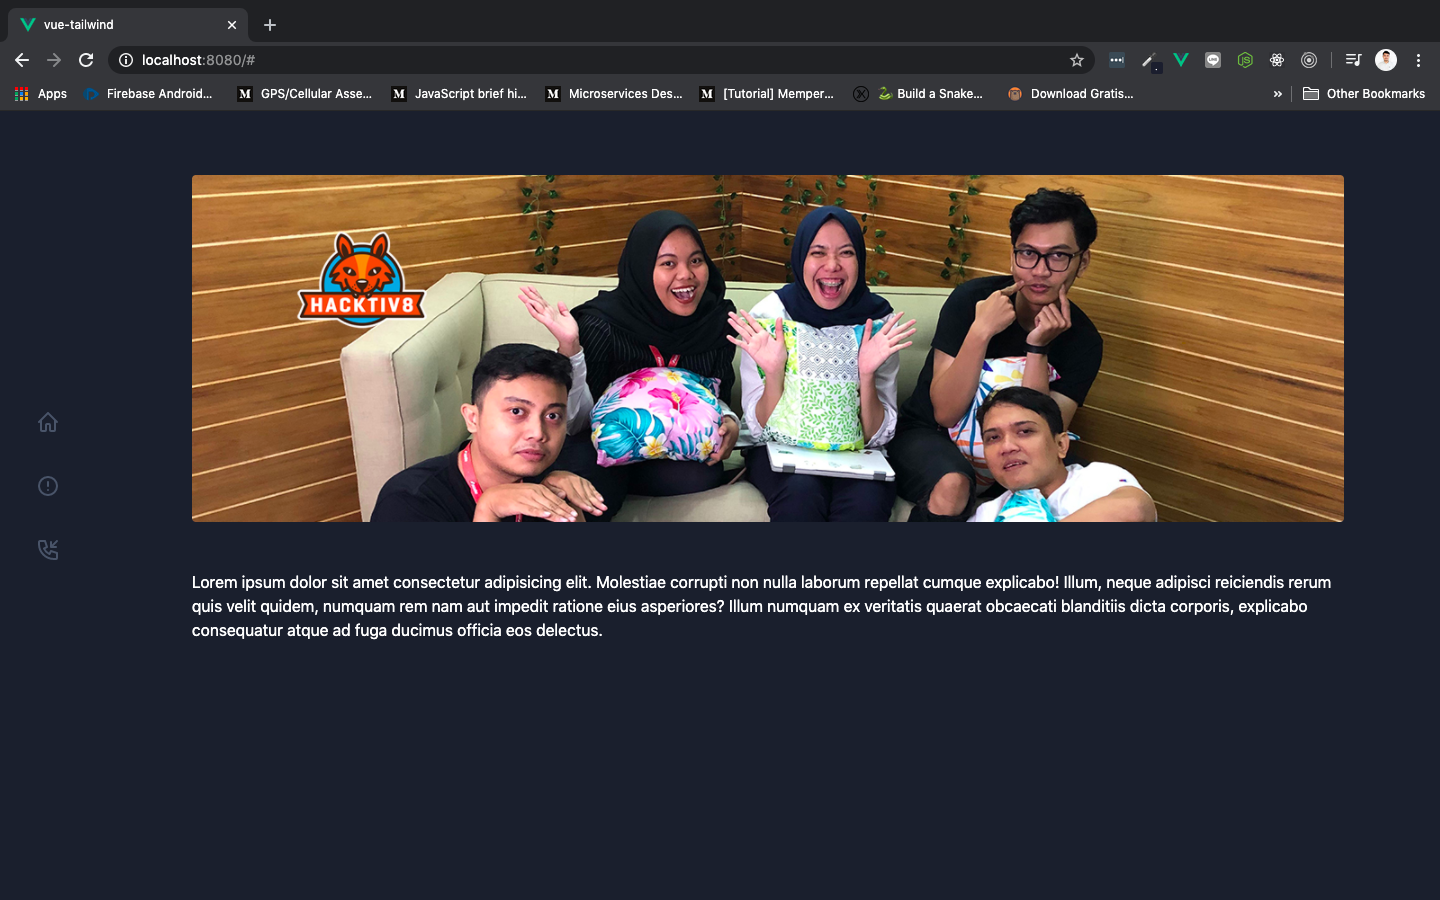 vue-tailwind
localhost:8080/#
Apps
Firebase Android...
GPS/Cellular Asse...
JavaScript brief hi...
Microservices Des...
[Tutorial] Memper...
Build a Snake...
Download Gratis...
»
Other Bookmarks
HACKTIV8
Lorem ipsum dolor sit amet consectetur adipisicing elit. Molestiae corrupti non nulla laborum repellat cumque explicabo! Illum, neque adipisci reiciendis rerum
quis velit quidem, numquam rem nam aut impedit ratione eius asperiores? Illum numquam ex veritatis quaerat obcaecati blanditiis dicta corporis, explicabo
consequatur atque ad fuga ducimus officia eos delectus.